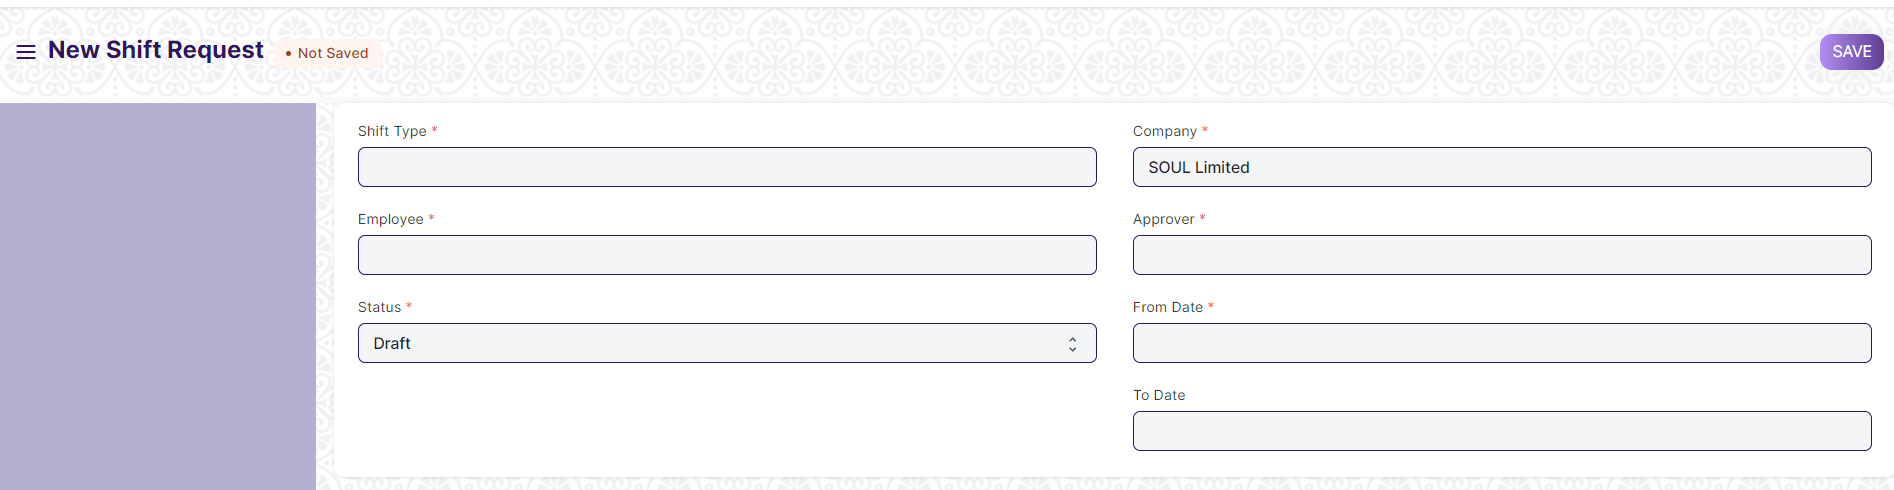 New Shift Request
• Not Saved
SAVE
Shift Type *
Company *
SOUL Limited
Employee *
Approver *
Status *
Draft
From Date *
To Date